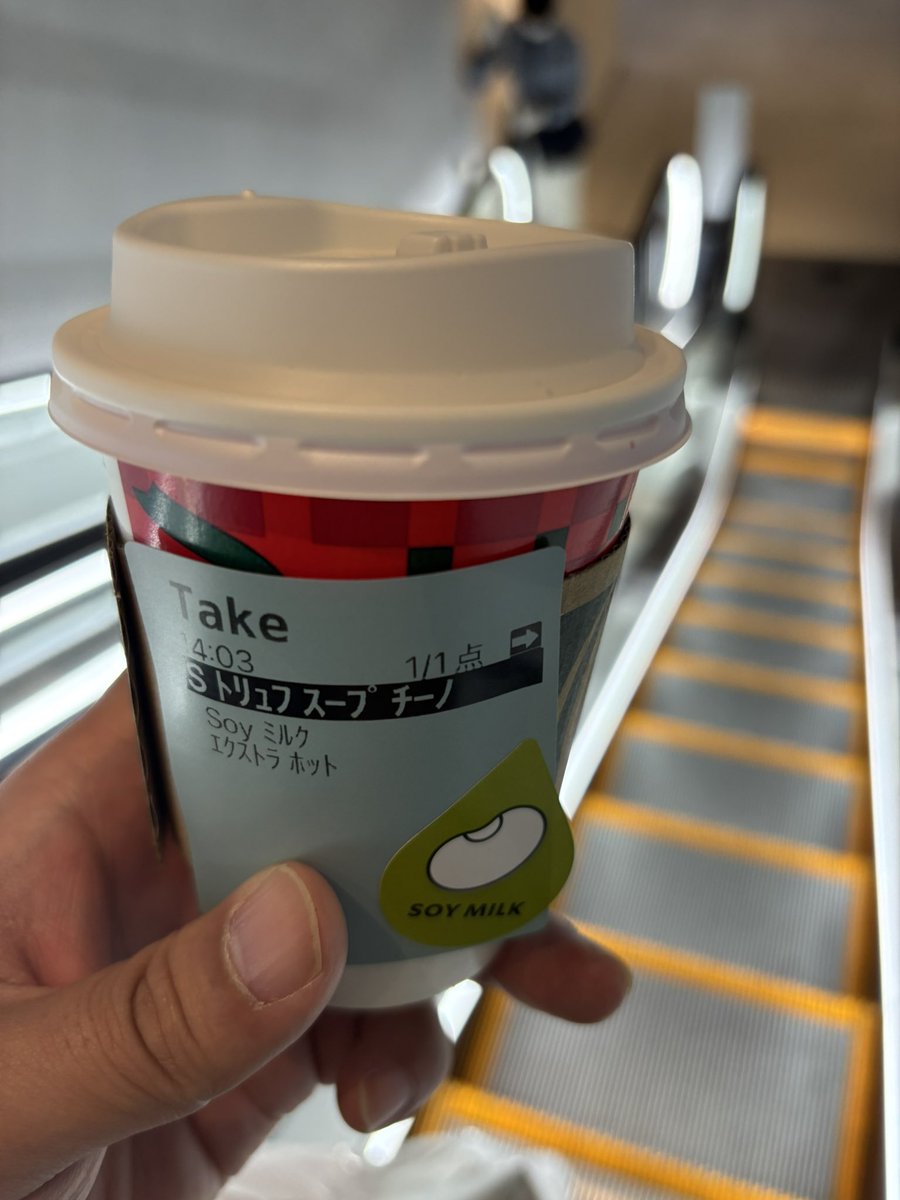 Take
14:03
1/1 点
S トリュフ スープ チーノ
Soy ミルク
エクストラ ホット
SOY MILK